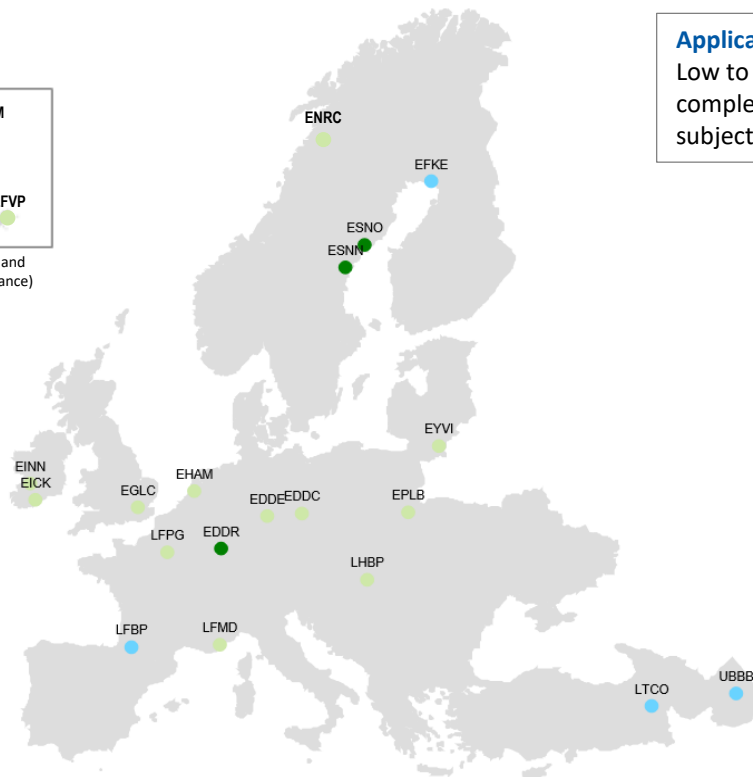 Applica
Low to
comple
subject
M
FVP
and
ance)
ENRC
EFKE
ESNO
ESNN
EYVI
EINN
EICK
EGLC
EHAM
EDDE
EDDC
EPLB
LFPG
EDDR
LHBP
LFBP
LFMD
LTCO
UBBB